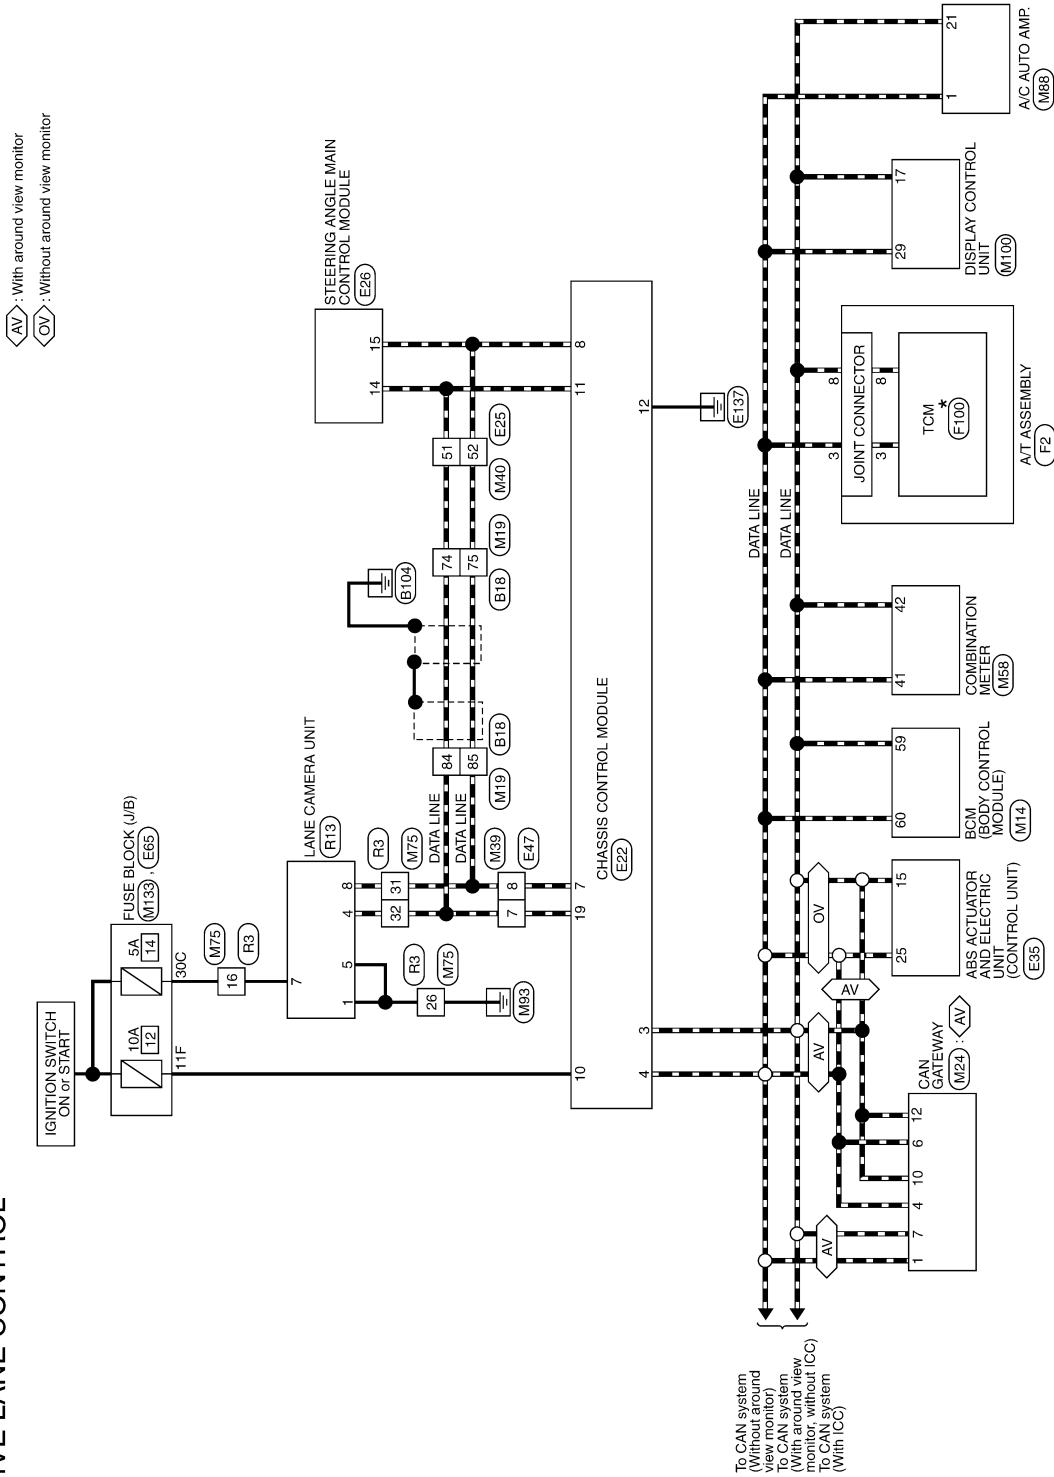 IVE LANE CONTROL
AV : With around view monitor
OV : Without around view monitor
IGNITION SWITCH
ON or START
FUSE BLOCK (J/B)
M133 , E65
10A
12
5A
14
11F
30C
M75
16
R3
LANE CAMERA UNIT
R13
7
1
5
4
8
R3
26
M75
M93
R3
32
31
M75
DATA LINE
DATA LINE
M39
7
8
E47
84
85
B18
M19
B104
74
75
M19
B18
51
52
E25
M40
STEERING ANGLE MAIN
CONTROL MODULE
E26
14
15
10
19
7
11
8
CHASSIS CONTROL MODULE
E22
4
3
12
E137
DATA LINE
DATA LINE
To CAN system
(Without around
view monitor)
To CAN system
(With around view
monitor, without ICC)
To CAN system
(With ICC)
AV
AV
AV
OV
1
7
4
10
6
12
CAN
GATEWAY
M24 : AV
25
15
ABS ACTUATOR
AND ELECTRIC
UNIT
(CONTROL UNIT)
E35
60
59
BCM
(BODY CONTROL
MODULE)
M14
41
42
COMBINATION
METER
M58
3
8
JOINT CONNECTOR
3
8
TCM
*
F100
A/T ASSEMBLY
F2
29
17
DISPLAY CONTROL
UNIT
M100
1
21
A/C AUTO AMP.
M88